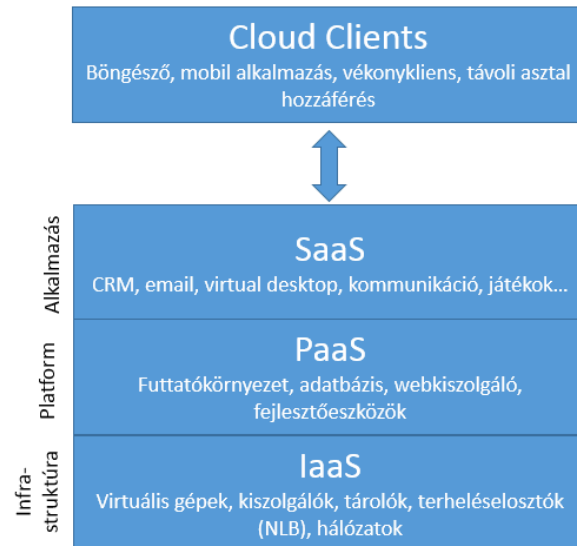 Cloud Clients
Böngésző, mobil alkalmazás, vékonykliens, távoli asztal
hozzáférés
Alkalmazás
SaaS
CRM, email, virtual desktop, kommunikáció, játékok...
Platform
PaaS
Futtatókörnyezet, adatbázis, webkiszolgáló,
fejlesztőeszközök
Infra-
struktúra
IaaS
Virtuális gépek, kiszolgálók, tárolók, terheléselosztók
(NLB), hálózatok